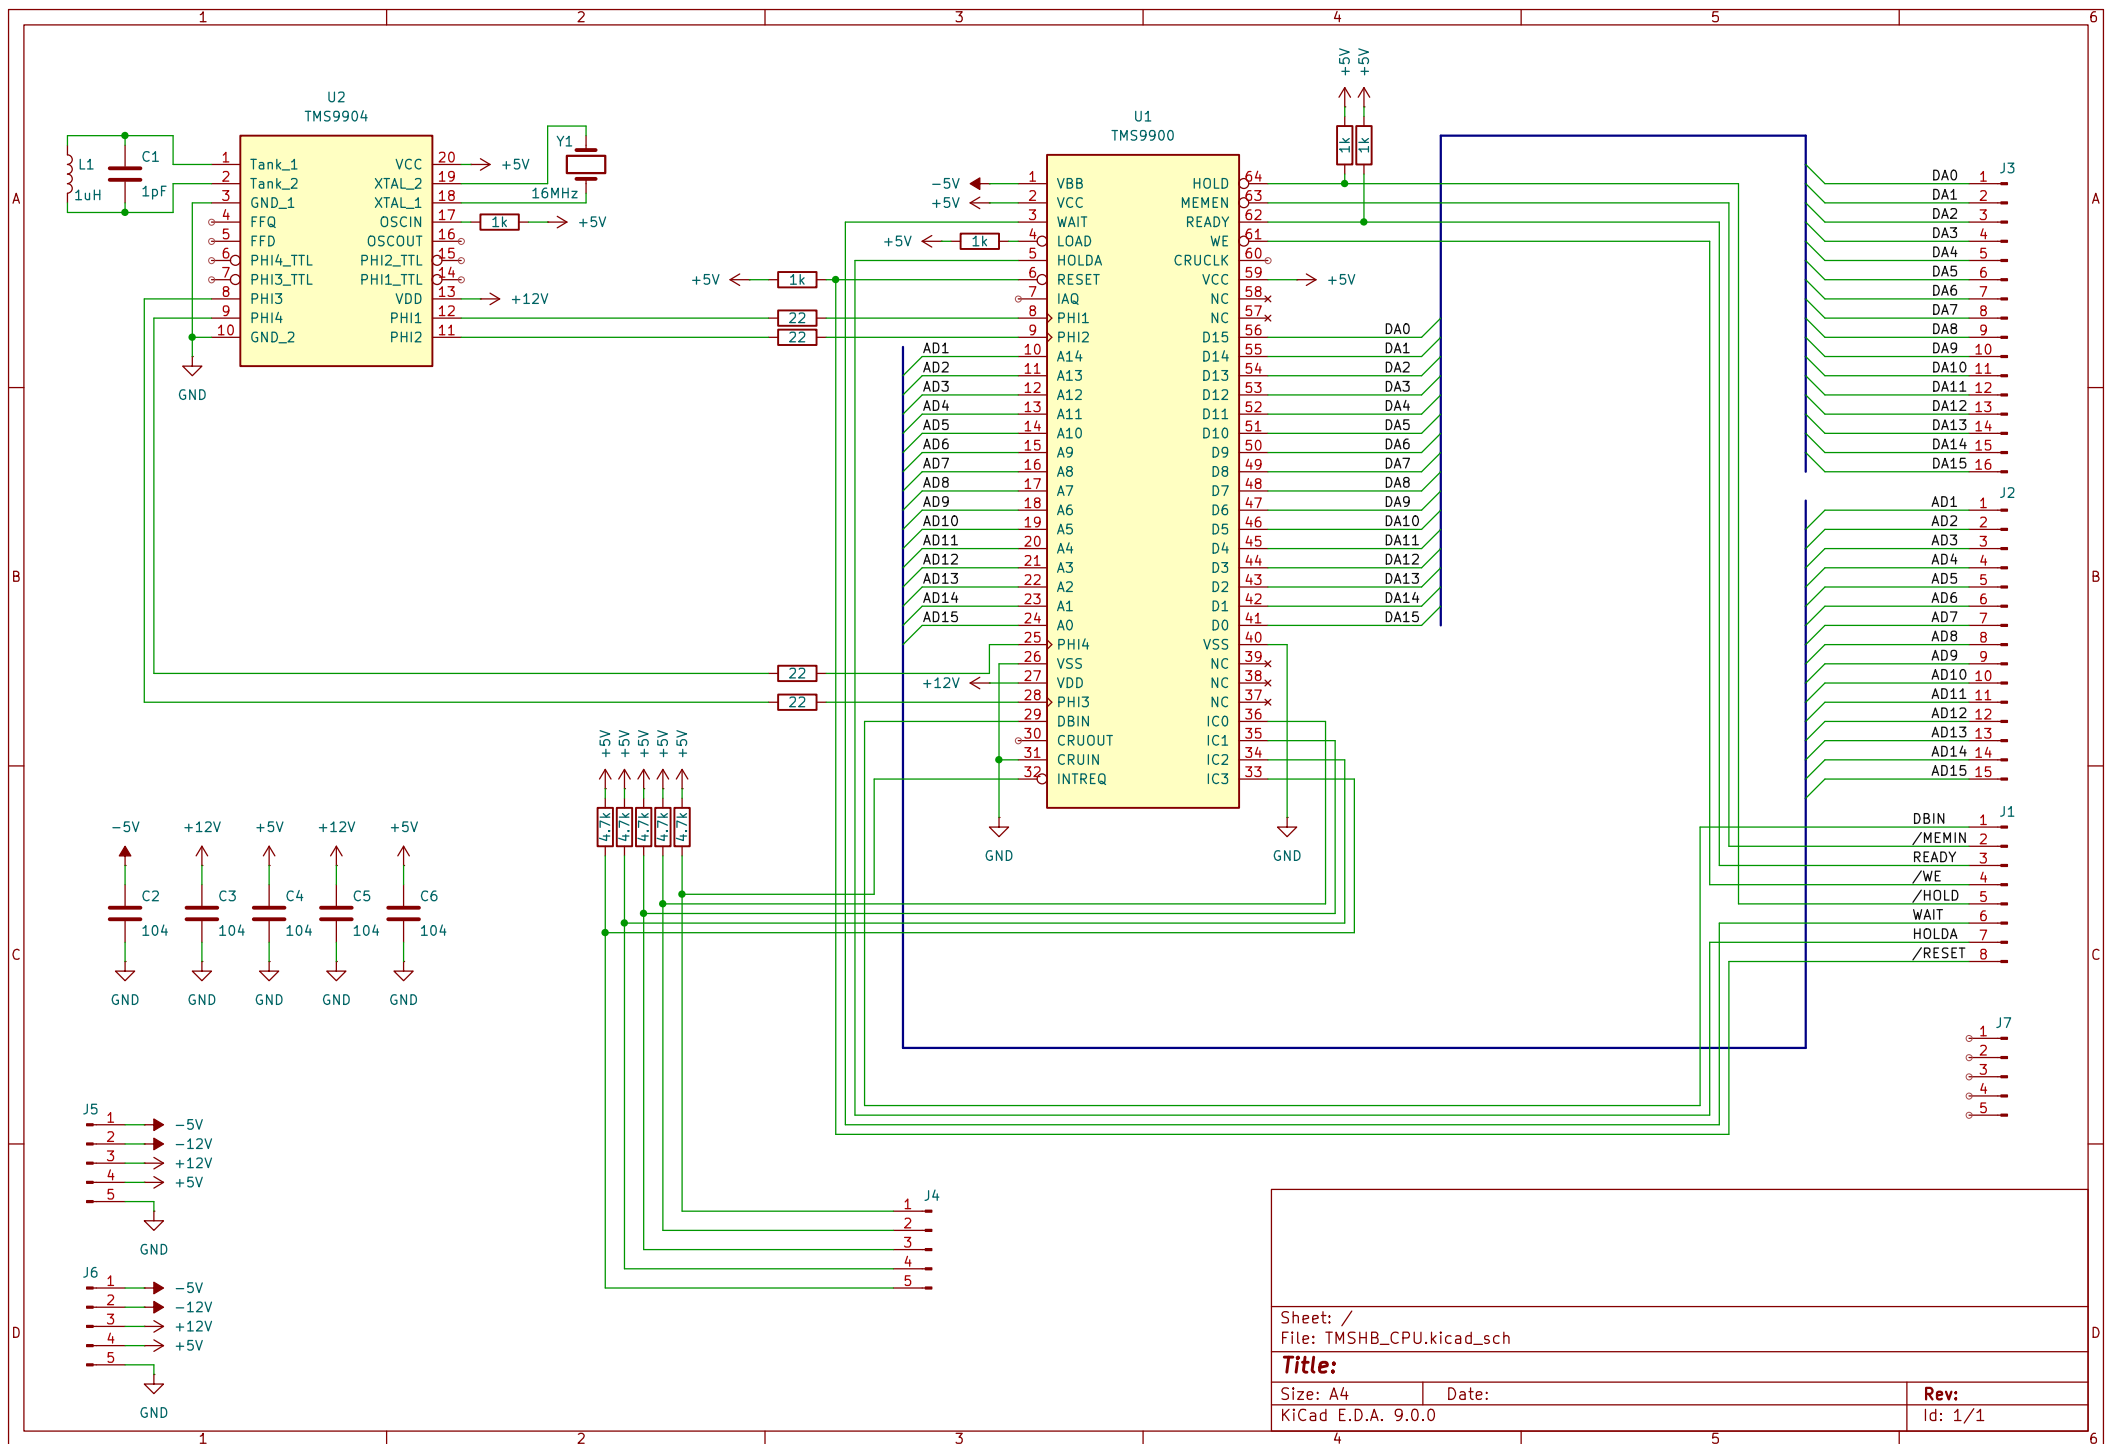 1 2 3 4 5 6
A B C D
A B C D
1 2 3 4 5 6
U2
TMS9904
1 Tank_1
2 Tank_2
3 GND_1
4 FFQ
5 FFD
6 PHI4_TTL
7 PHI3_TTL
8 PHI3
9 PHI4
10 GND_2
VCC 20
XTAL_2 19
XTAL_1 18
OSCIN 17
OSCOUT 16
PHI2_TTL 15
PHI1_TTL 14
VDD 13
PHI1 12
PHI2 11
L1
1uH
C1
1pF
GND
+5V
Y1
16MHz
1k
+5V
+12V
U1
TMS9900
1 VBB
2 VCC
3 WAIT
4 LOAD
5 HOLDA
6 RESET
7 IAQ
8 PHI1
9 PHI2
10 A14
11 A13
12 A12
13 A11
14 A10
15 A9
16 A8
17 A7
18 A6
19 A5
20 A4
21 A3
22 A2
23 A1
24 A0
25 PHI4
26 VSS
27 VDD
28 PHI3
29 DBIN
30 CRUOUT
31 CRUIN
32 INTREQ
HOLD 64
MEMEN 63
READY 62
WE 61
CRUCLK 60
VCC 59
NC 58
NC 57
D15 56
D14 55
D13 54
D12 53
D11 52
D10 51
D9 50
D8 49
D7 48
D6 47
D5 46
D4 45
D3 44
D2 43
D1 42
D0 41
VSS 40
NC 39
NC 38
NC 37
IC0 36
IC1 35
IC2 34
IC3 33
-5V
+5V
+5V 1k
+5V 1k
22
22
AD1
AD2
AD3
AD4
AD5
AD6
AD7
AD8
AD9
AD10
AD11
AD12
AD13
AD14
AD15
22
+12V
22
GND
GND
+5V +5V
1k 1k
+5V
DA0
DA1
DA2
DA3
DA4
DA5
DA6
DA7
DA8
DA9
DA10
DA11
DA12
DA13
DA14
DA15
+5V +5V +5V +5V +5V
4.7k 4.7k 4.7k 4.7k 4.7k
J3
DA0 1
DA1 2
DA2 3
DA3 4
DA4 5
DA5 6
DA6 7
DA7 8
DA8 9
DA9 10
DA10 11
DA11 12
DA12 13
DA13 14
DA14 15
DA15 16
J2
AD1 1
AD2 2
AD3 3
AD4 4
AD5 5
AD6 6
AD7 7
AD8 8
AD9 9
AD10 10
AD11 11
AD12 12
AD13 13
AD14 14
AD15 15
J1
DBIN 1
/MEMIN 2
READY 3
/WE 4
/HOLD 5
WAIT 6
HOLDA 7
/RESET 8
J7
1
2
3
4
5
-5V +12V +5V +12V +5V
C2 C3 C4 C5 C6
104 104 104 104 104
GND GND GND GND GND
J5
1 -5V
2 -12V
3 +12V
4 +5V
5
GND
J6
1 -5V
2 -12V
3 +12V
4 +5V
5
GND
J4
1
2
3
4
5
Sheet: /
File: TMSHB_CPU.kicad_sch
Title:
Size: A4 Date: Rev:
KiCad E.D.A. 9.0.0 Id: 1/1